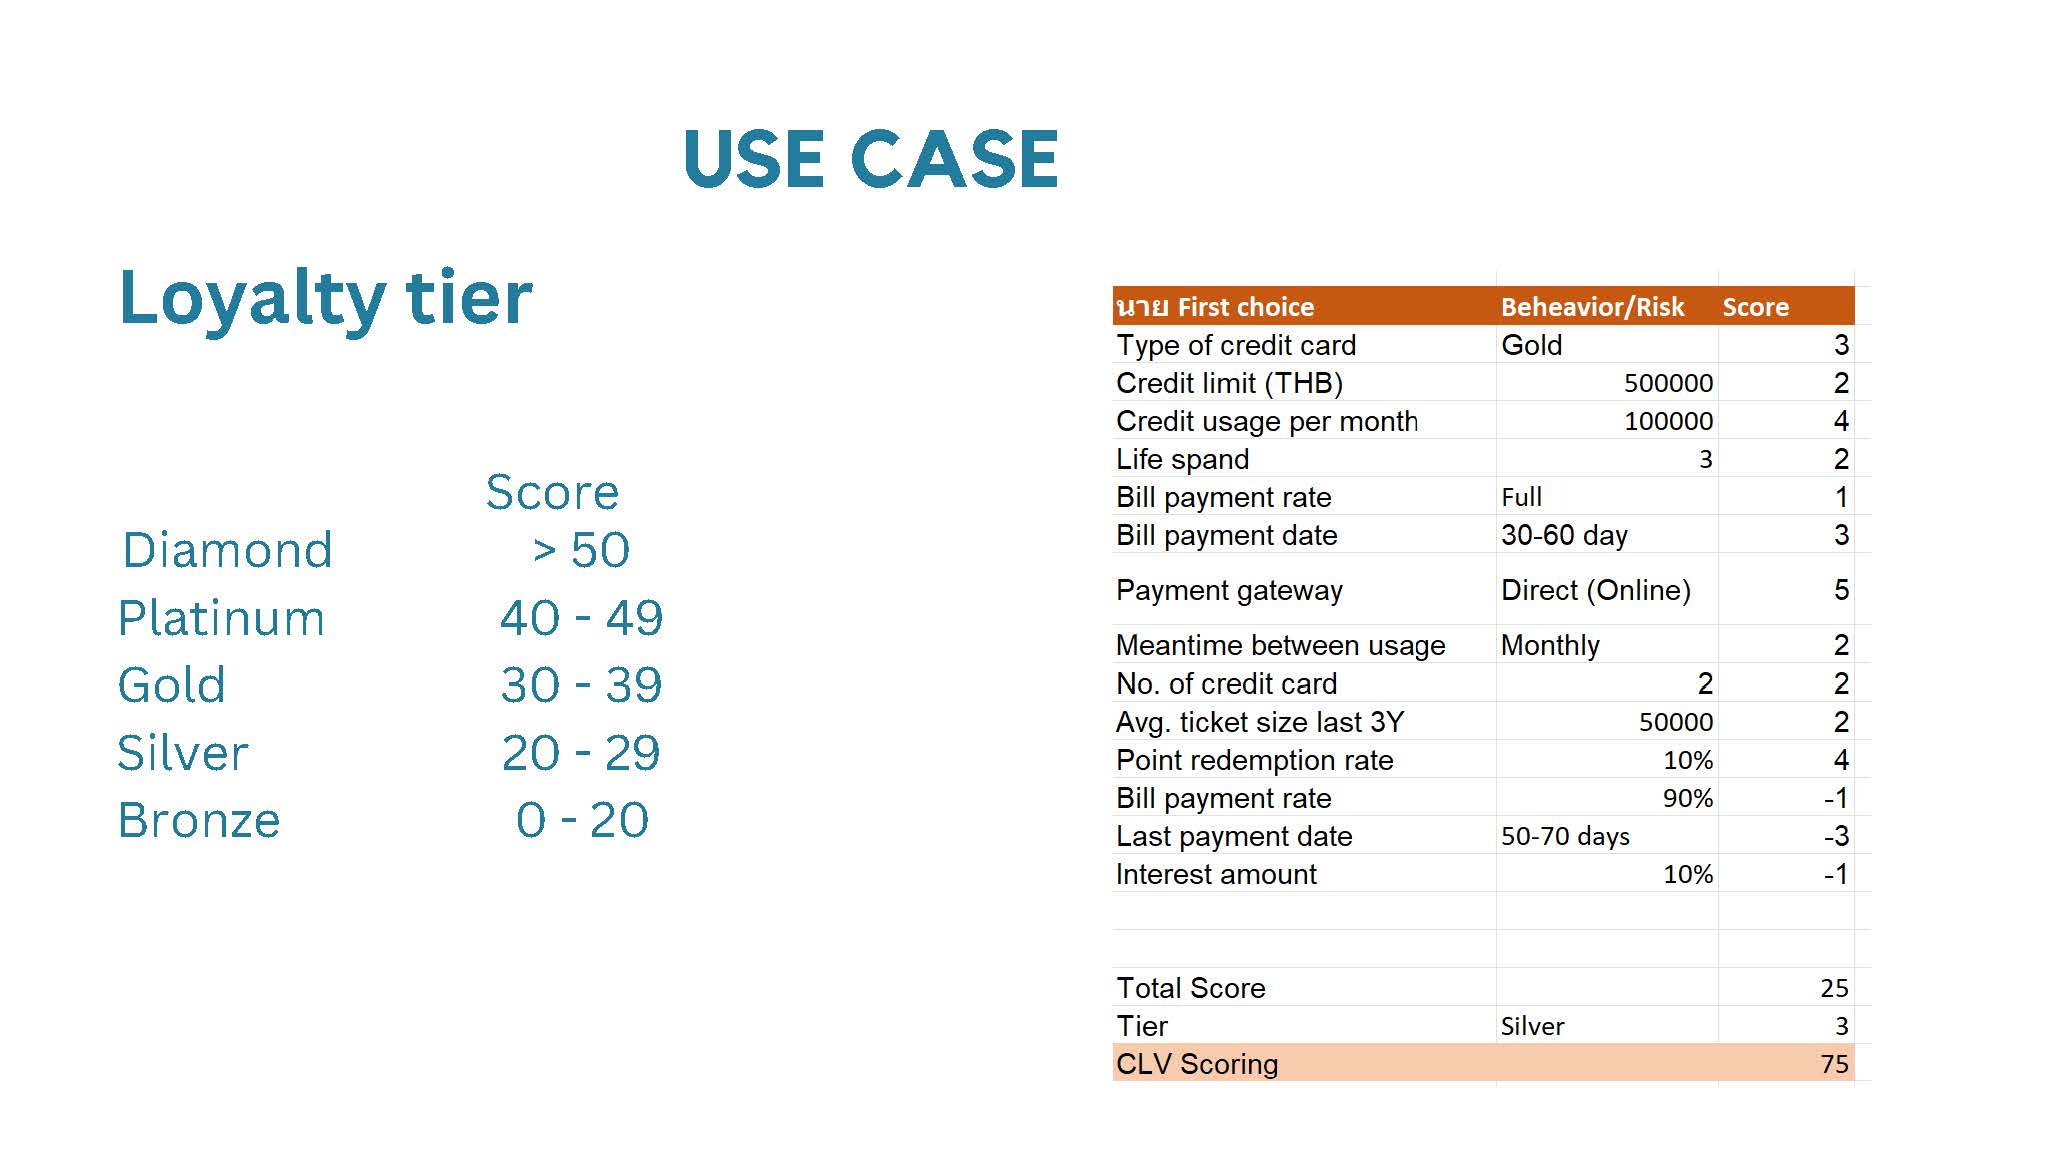 USE CASE
Loyalty tier
Score
Diamond > 50
Platinum 40 - 49
Gold 30 - 39
Silver 20 - 29
Bronze 0 - 20
นาย First choice Beheavior/Risk Score
Type of credit card Gold 3
Credit limit (THB) 500000 2
Credit usage per month 100000 4
Life spand 3 2
Bill payment rate Full 1
Bill payment date 30-60 day 3
Payment gateway Direct (Online) 5
Meantime between usage Monthly 2
No. of credit card 2 2
Avg. ticket size last 3Y 50000 2
Point redemption rate 10% 4
Bill payment rate 90% -1
Last payment date 50-70 days -3
Interest amount 10% -1
Total Score 25
Tier Silver 3
CLV Scoring 75